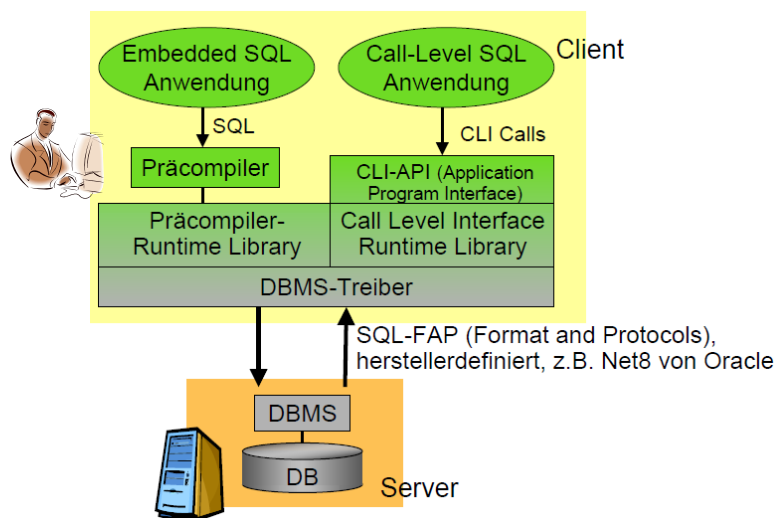 Embedded SQL
Anwendung
Call-Level SQL
Anwendung
Client
SQL
CLI Calls
Präcompiler
CLI-API (Application
Program Interface)
Präcompiler-
Runtime Library
Call Level Interface
Runtime Library
DBMS-Treiber
SQL-FAP (Format and Protocols),
herstellerdefiniert, z.B. Net8 von Oracle
DBMS
DB
Server